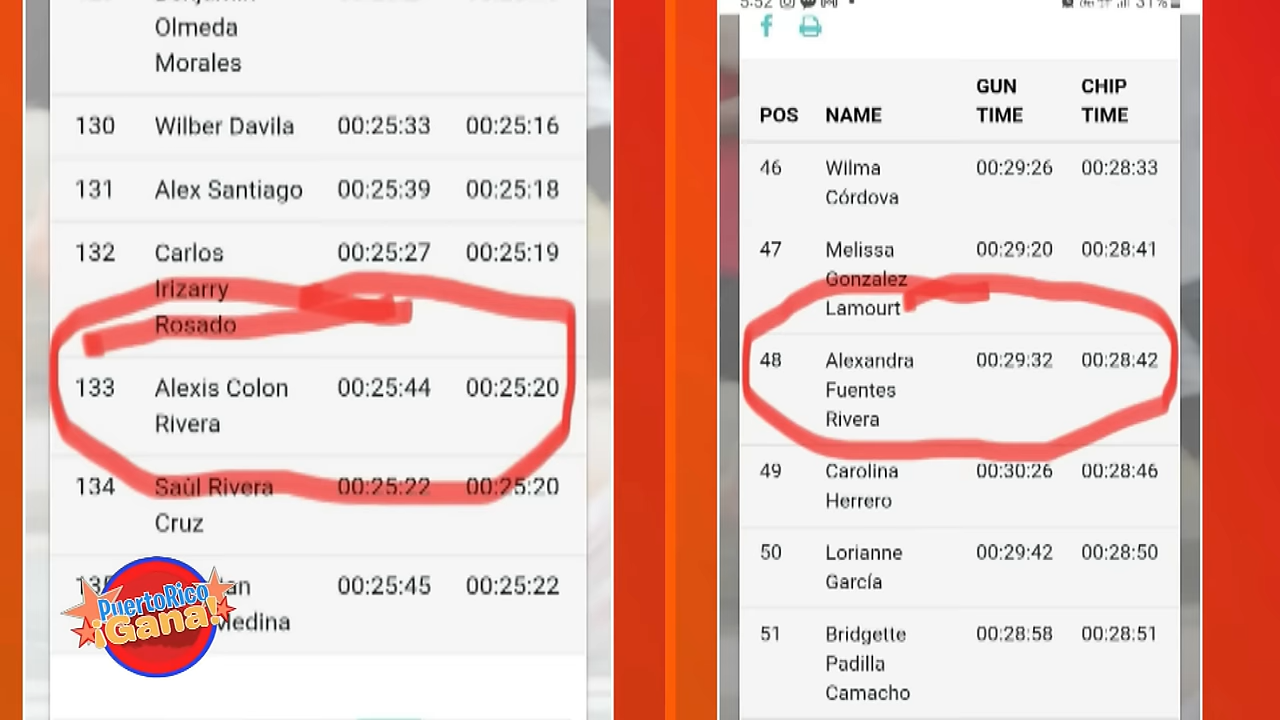 Olmeda
Morales
130 Wilber Davila 00:25:33 00:25:16
131 Alex Santiago 00:25:39 00:25:18
132 Carlos 00:25:27 00:25:19
Irizarry
Rosado
133 Alexis Colon 00:25:44 00:25:20
Rivera
134 Saúl Rivera 00:25:22 00:25:20
Cruz
135 an 00:25:45 00:25:22
Medina
PuertoRico
¡Gana!
5:52 31%
GUN CHIP
POS NAME TIME TIME
46 Wilma 00:29:26 00:28:33
Córdova
47 Melissa 00:29:20 00:28:41
Gonzalez
Lamourt
48 Alexandra 00:29:32 00:28:42
Fuentes
Rivera
49 Carolina 00:30:26 00:28:46
Herrero
50 Lorianne 00:29:42 00:28:50
García
51 Bridgette 00:28:58 00:28:51
Padilla
Camacho